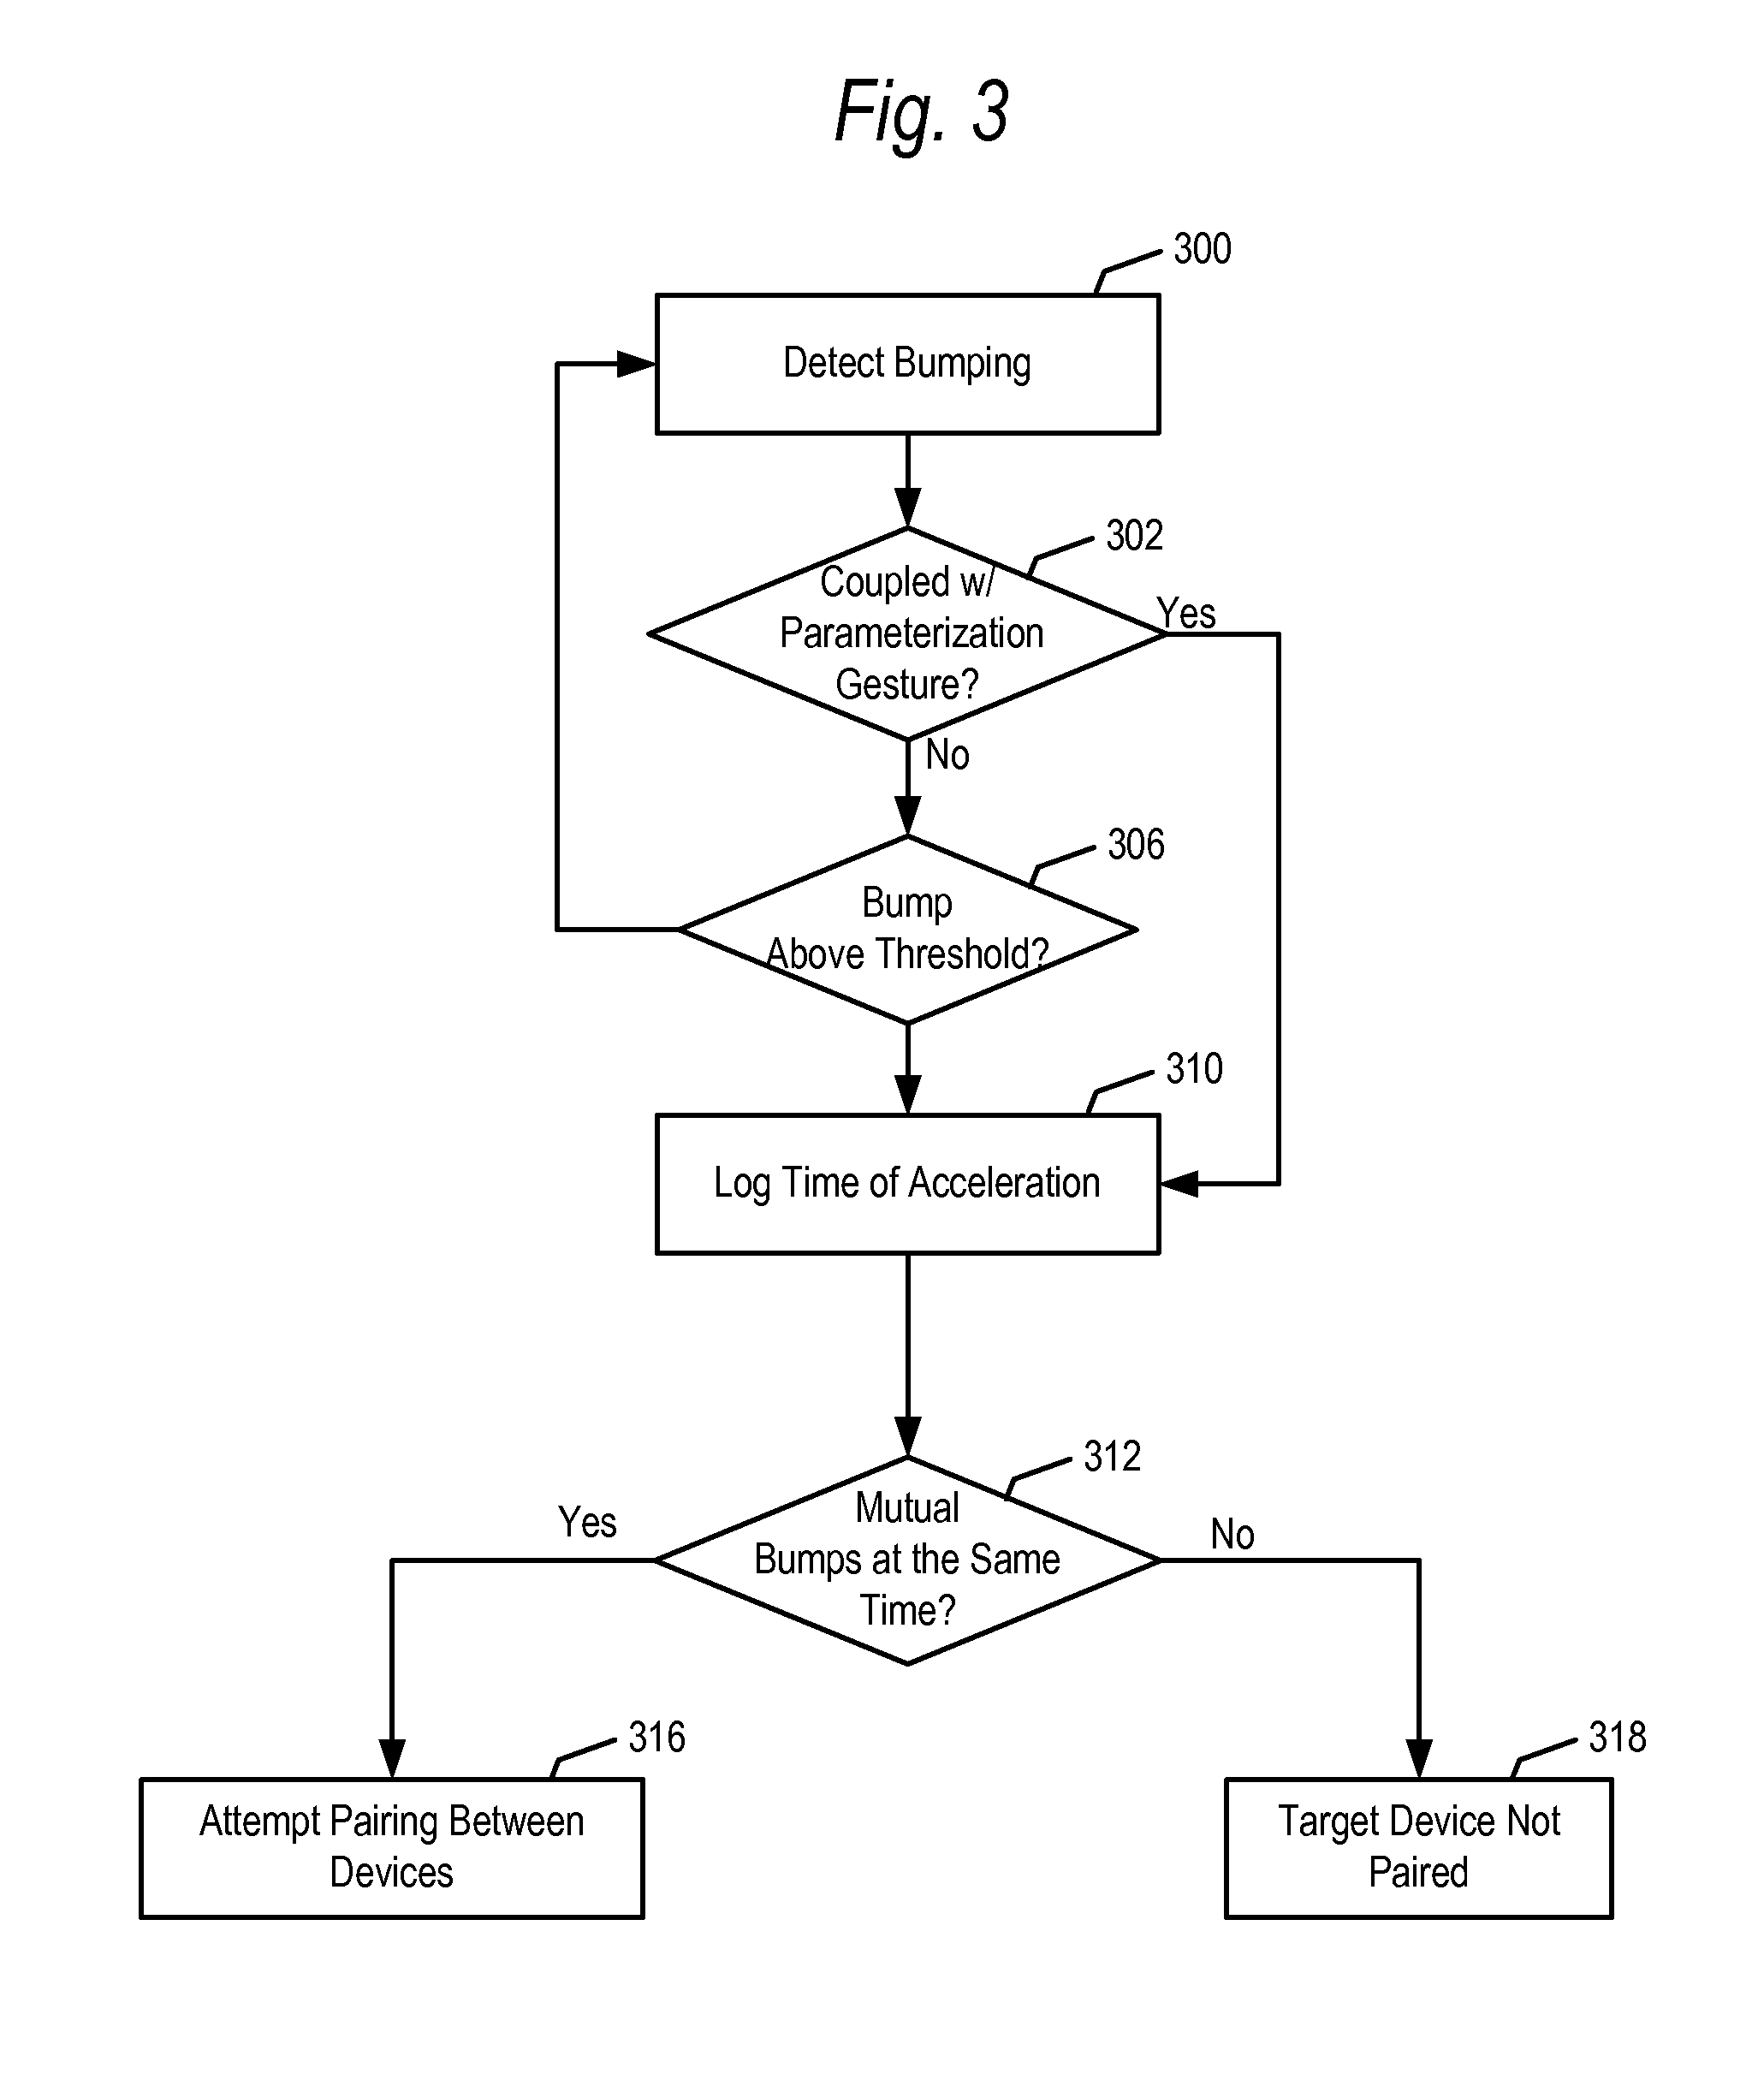 Fig. 3
300
Detect Bumping
302
Coupled w/
Parameterization
Gesture?
Yes
No
306
Bump
Above Threshold?
310
Log Time of Acceleration
312
Mutual
Bumps at the Same
Time?
Yes
No
316
Attempt Pairing Between
Devices
318
Target Device Not
Paired